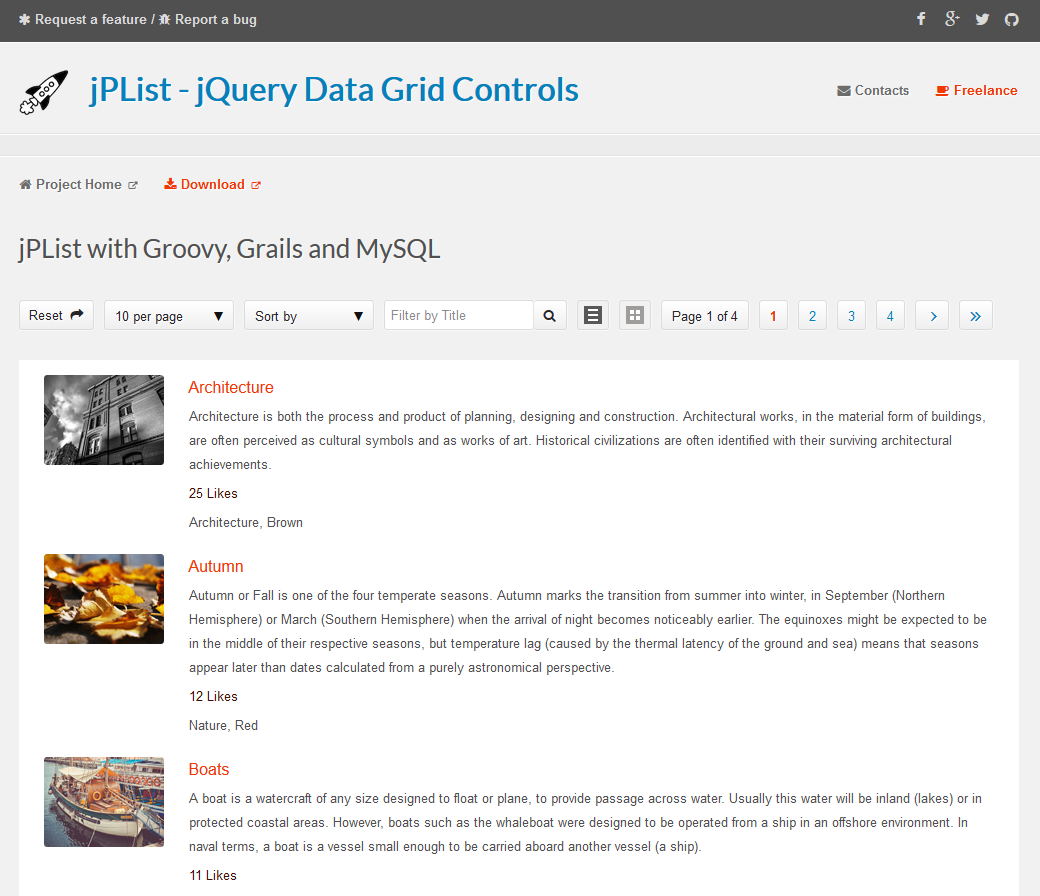 Request a feature / Report a bug
jPList - jQuery Data Grid Controls
Contacts
Freelance
Project Home
Download
jPList with Groovy, Grails and MySQL
Reset
10 per page
Sort by
Filter by Title
Page 1 of 4
1
2
3
4
Architecture
Architecture is both the process and product of planning, designing and construction. Architectural works, in the material form of buildings,
are often perceived as cultural symbols and as works of art. Historical civilizations are often identified with their surviving architectural
achievements.
25 Likes
Architecture, Brown
Autumn
Autumn or Fall is one of the four temperate seasons. Autumn marks the transition from summer into winter, in September (Northern
Hemisphere) or March (Southern Hemisphere) when the arrival of night becomes noticeably earlier. The equinoxes might be expected to be
in the middle of their respective seasons, but temperature lag (caused by the thermal latency of the ground and sea) means that seasons
appear later than dates calculated from a purely astronomical perspective.
12 Likes
Nature, Red
Boats
A boat is a watercraft of any size designed to float or plane, to provide passage across water. Usually this water will be inland (lakes) or in
protected coastal areas. However, boats such as the whaleboat were designed to be operated from a ship in an offshore environment. In
naval terms, a boat is a vessel small enough to be carried aboard another vessel (a ship).
11 Likes